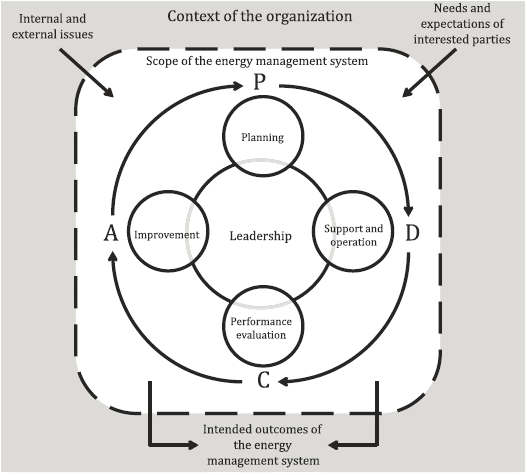 Context of the organization
Internal and
external issues
Needs and
expectations of
interested parties
Scope of the energy management system
P
Planning
A
Improvement
Leadership
Support and
operation
D
Performance
evaluation
C
Intended outcomes of
the energy
management system